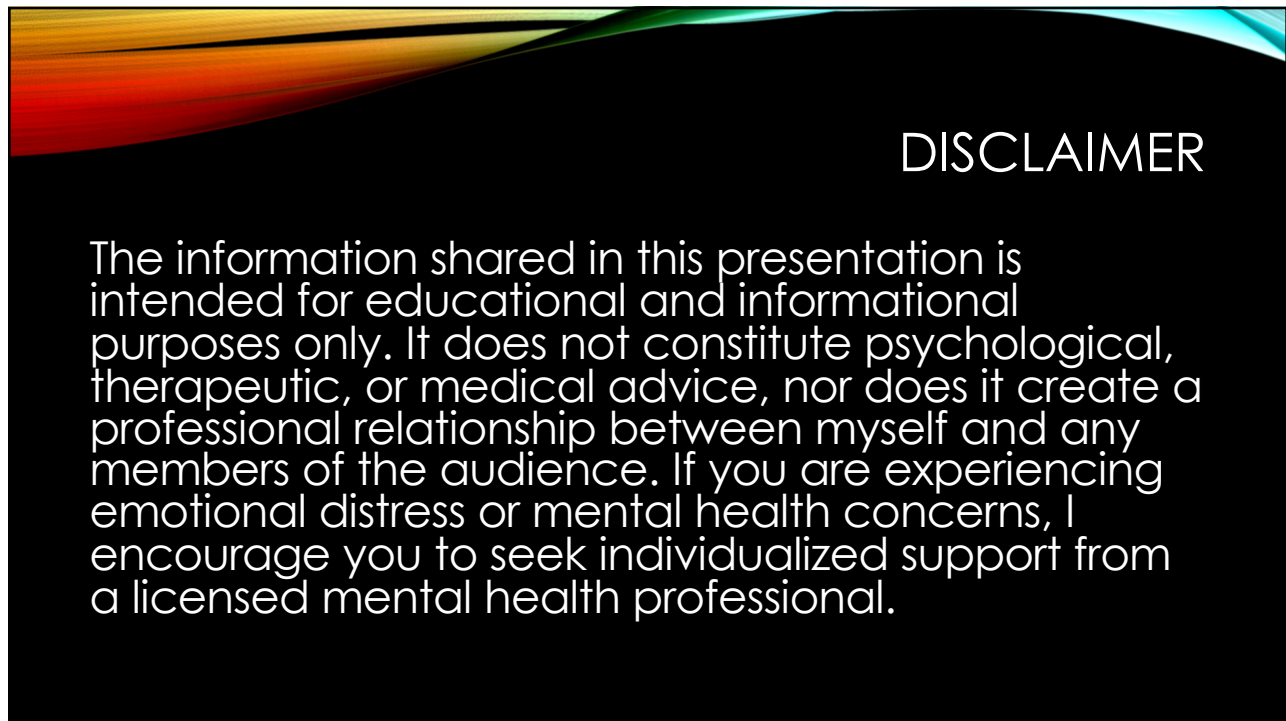 DISCLAIMER
The information shared in this presentation is
intended for educational and informational
purposes only. It does not constitute psychological,
therapeutic, or medical advice, nor does it create a
professional relationship between myself and any
members of the audience. If you are experiencing
emotional distress or mental health concerns, I
encourage you to seek individualized support from
a licensed mental health professional.